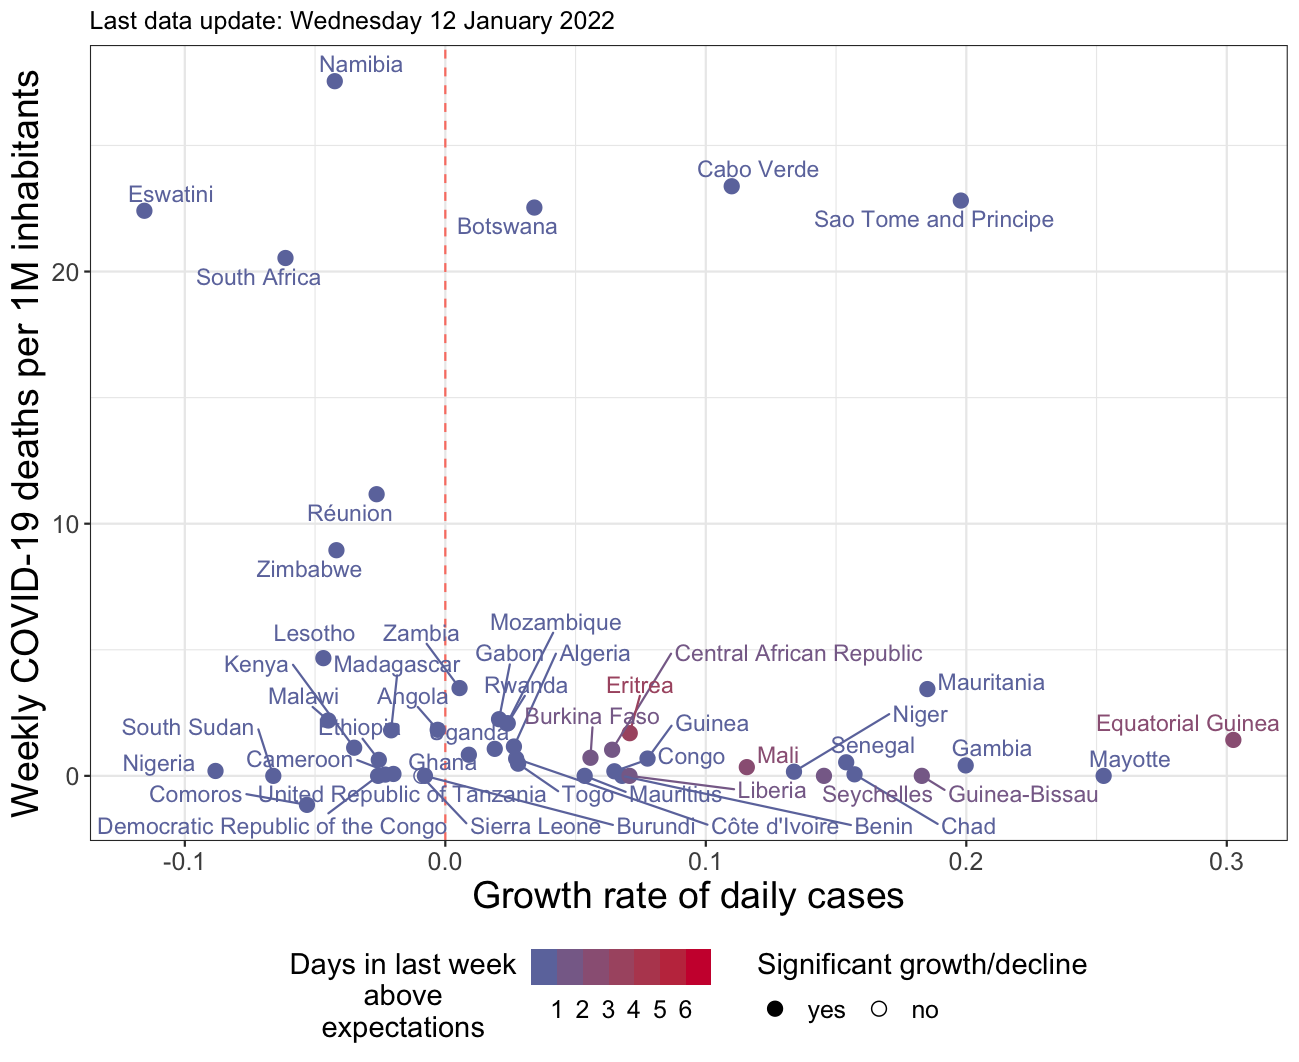 Last data update: Wednesday 12 January 2022
Weekly COVID-19 deaths per 1M inhabitants
20
10
0
Namibia
Cabo Verde
Eswatini
Sao Tome and Principe
Botswana
South Africa
Réunion
Zimbabwe
Mozambique
Lesotho
Zambia
Gabon
Algeria
Central African Republic
Kenya
Madagascar
Rwanda
Eritrea
Mauritania
Malawi
Angola
Burkina Faso
Niger
South Sudan
Ethiopia
Uganda
Guinea
Equatorial Guinea
Senegal
Gambia
Nigeria
Cameroon
Ghana
Congo
Mali
Mayotte
Comoros
United Republic of Tanzania
Togo
Mauritius
Liberia
Seychelles
Guinea-Bissau
Democratic Republic of the Congo
Sierra Leone
Burundi
Côte d'Ivoire
Benin
Chad
-0.1
0.0
0.1
0.2
0.3
Growth rate of daily cases
Days in last week
above
expectations
1 2 3 4 5 6
Significant growth/decline
yes
no